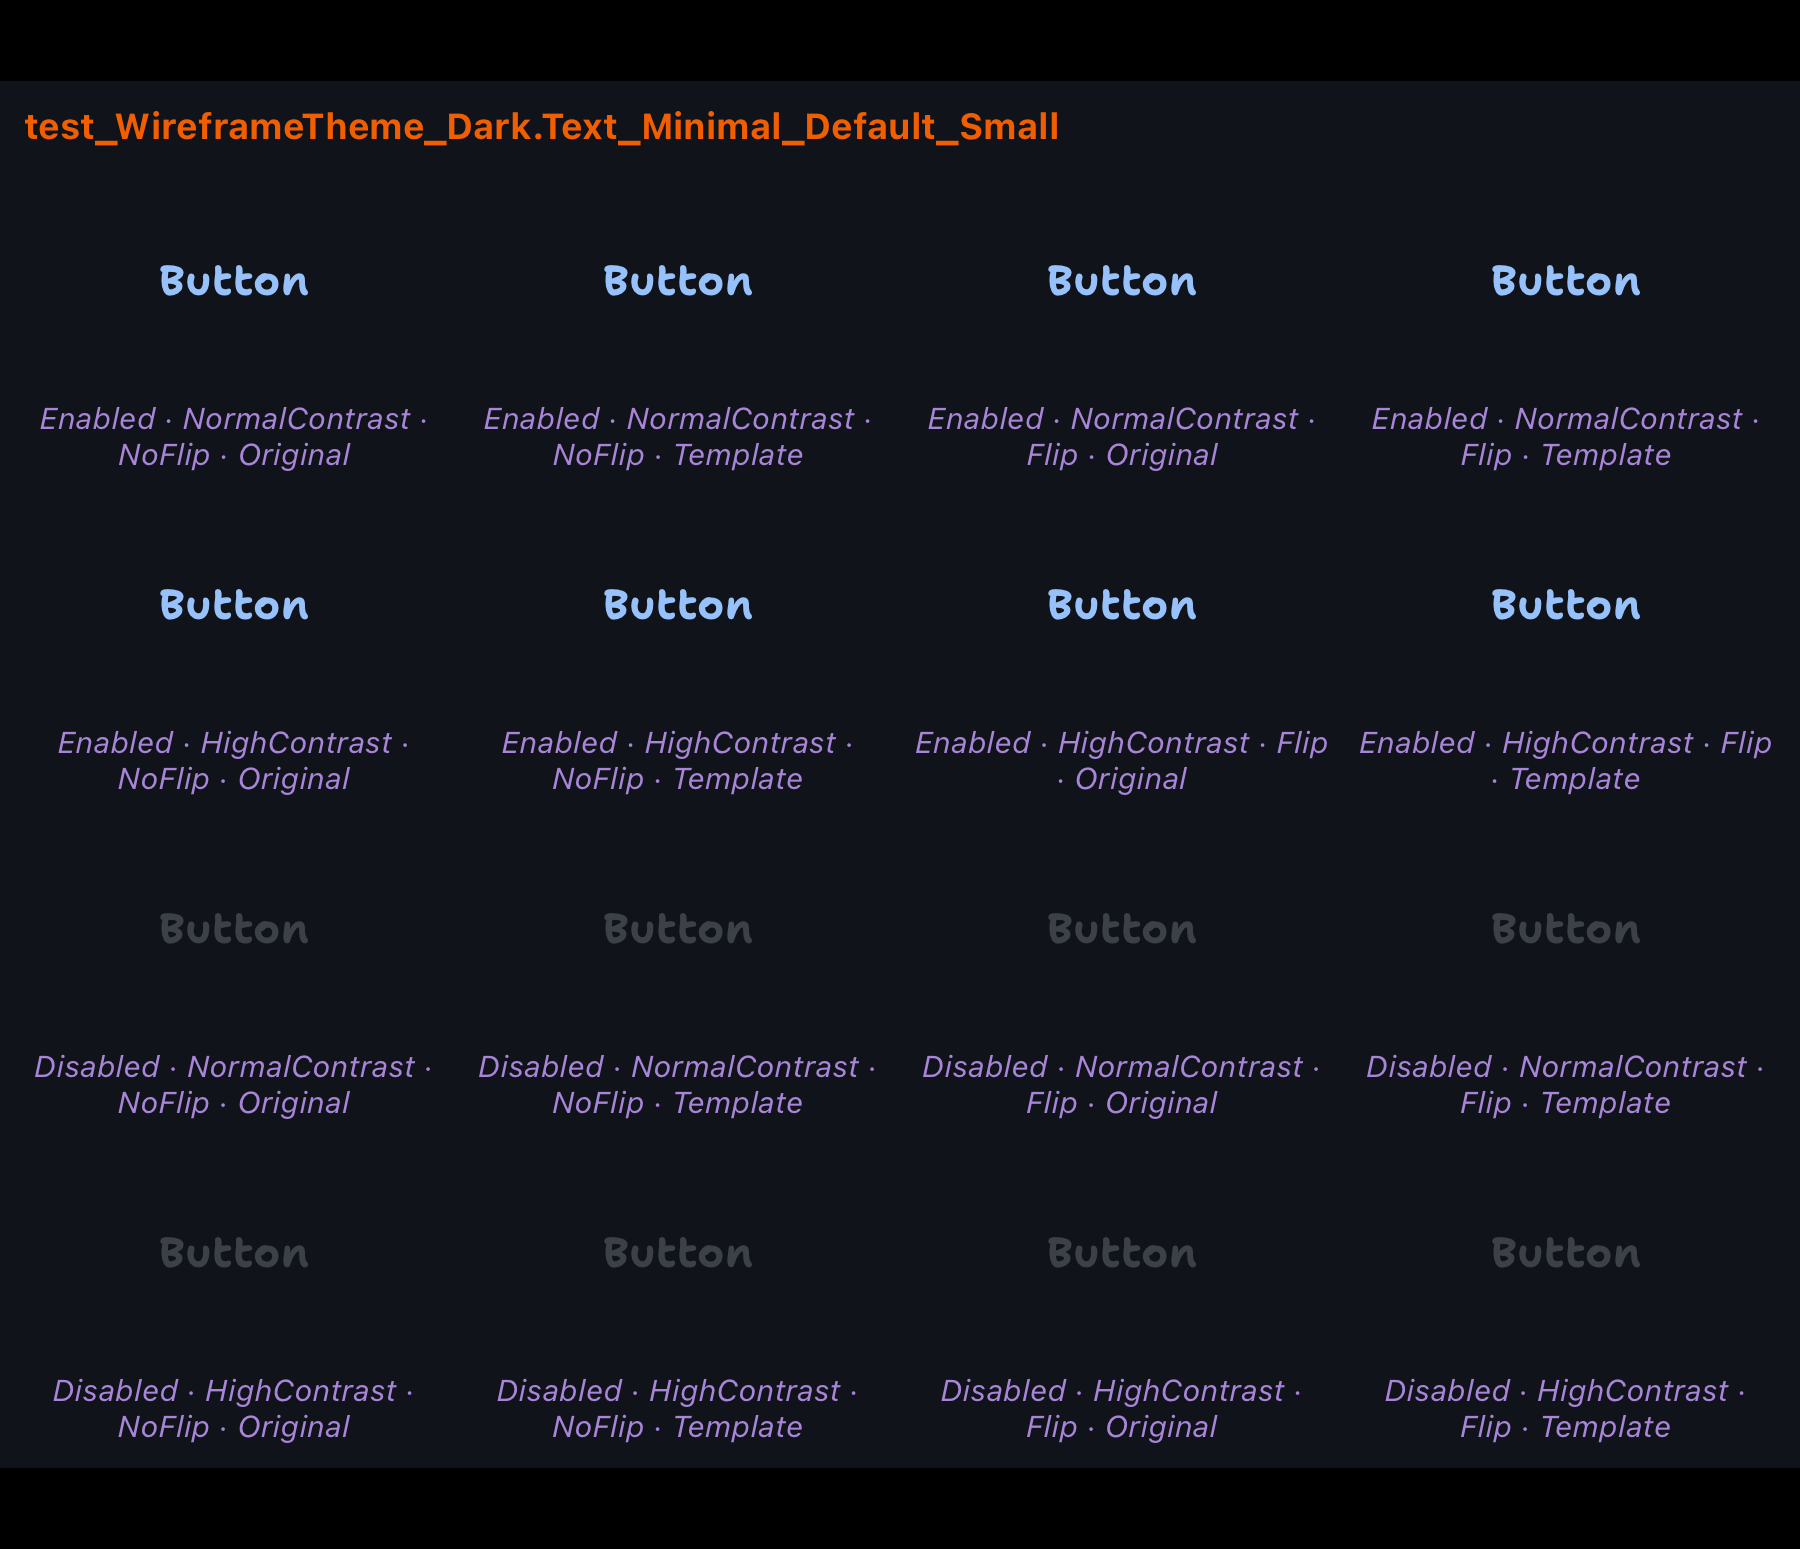 test_WireframeTheme_Dark.Text_Minimal_Default_Small
Button Button Button Button
Enabled · NormalContrast · Enabled · NormalContrast · Enabled · NormalContrast · Enabled · NormalContrast ·
NoFlip · Original NoFlip · Template Flip · Original Flip · Template
Button Button Button Button
Enabled · HighContrast · Enabled · HighContrast · Enabled · HighContrast · Flip Enabled · HighContrast · Flip
NoFlip · Original NoFlip · Template · Original · Template
Button Button Button Button
Disabled · NormalContrast · Disabled · NormalContrast · Disabled · NormalContrast · Disabled · NormalContrast ·
NoFlip · Original NoFlip · Template Flip · Original Flip · Template
Button Button Button Button
Disabled · HighContrast · Disabled · HighContrast · Disabled · HighContrast · Disabled · HighContrast ·
NoFlip · Original NoFlip · Template Flip · Original Flip · Template